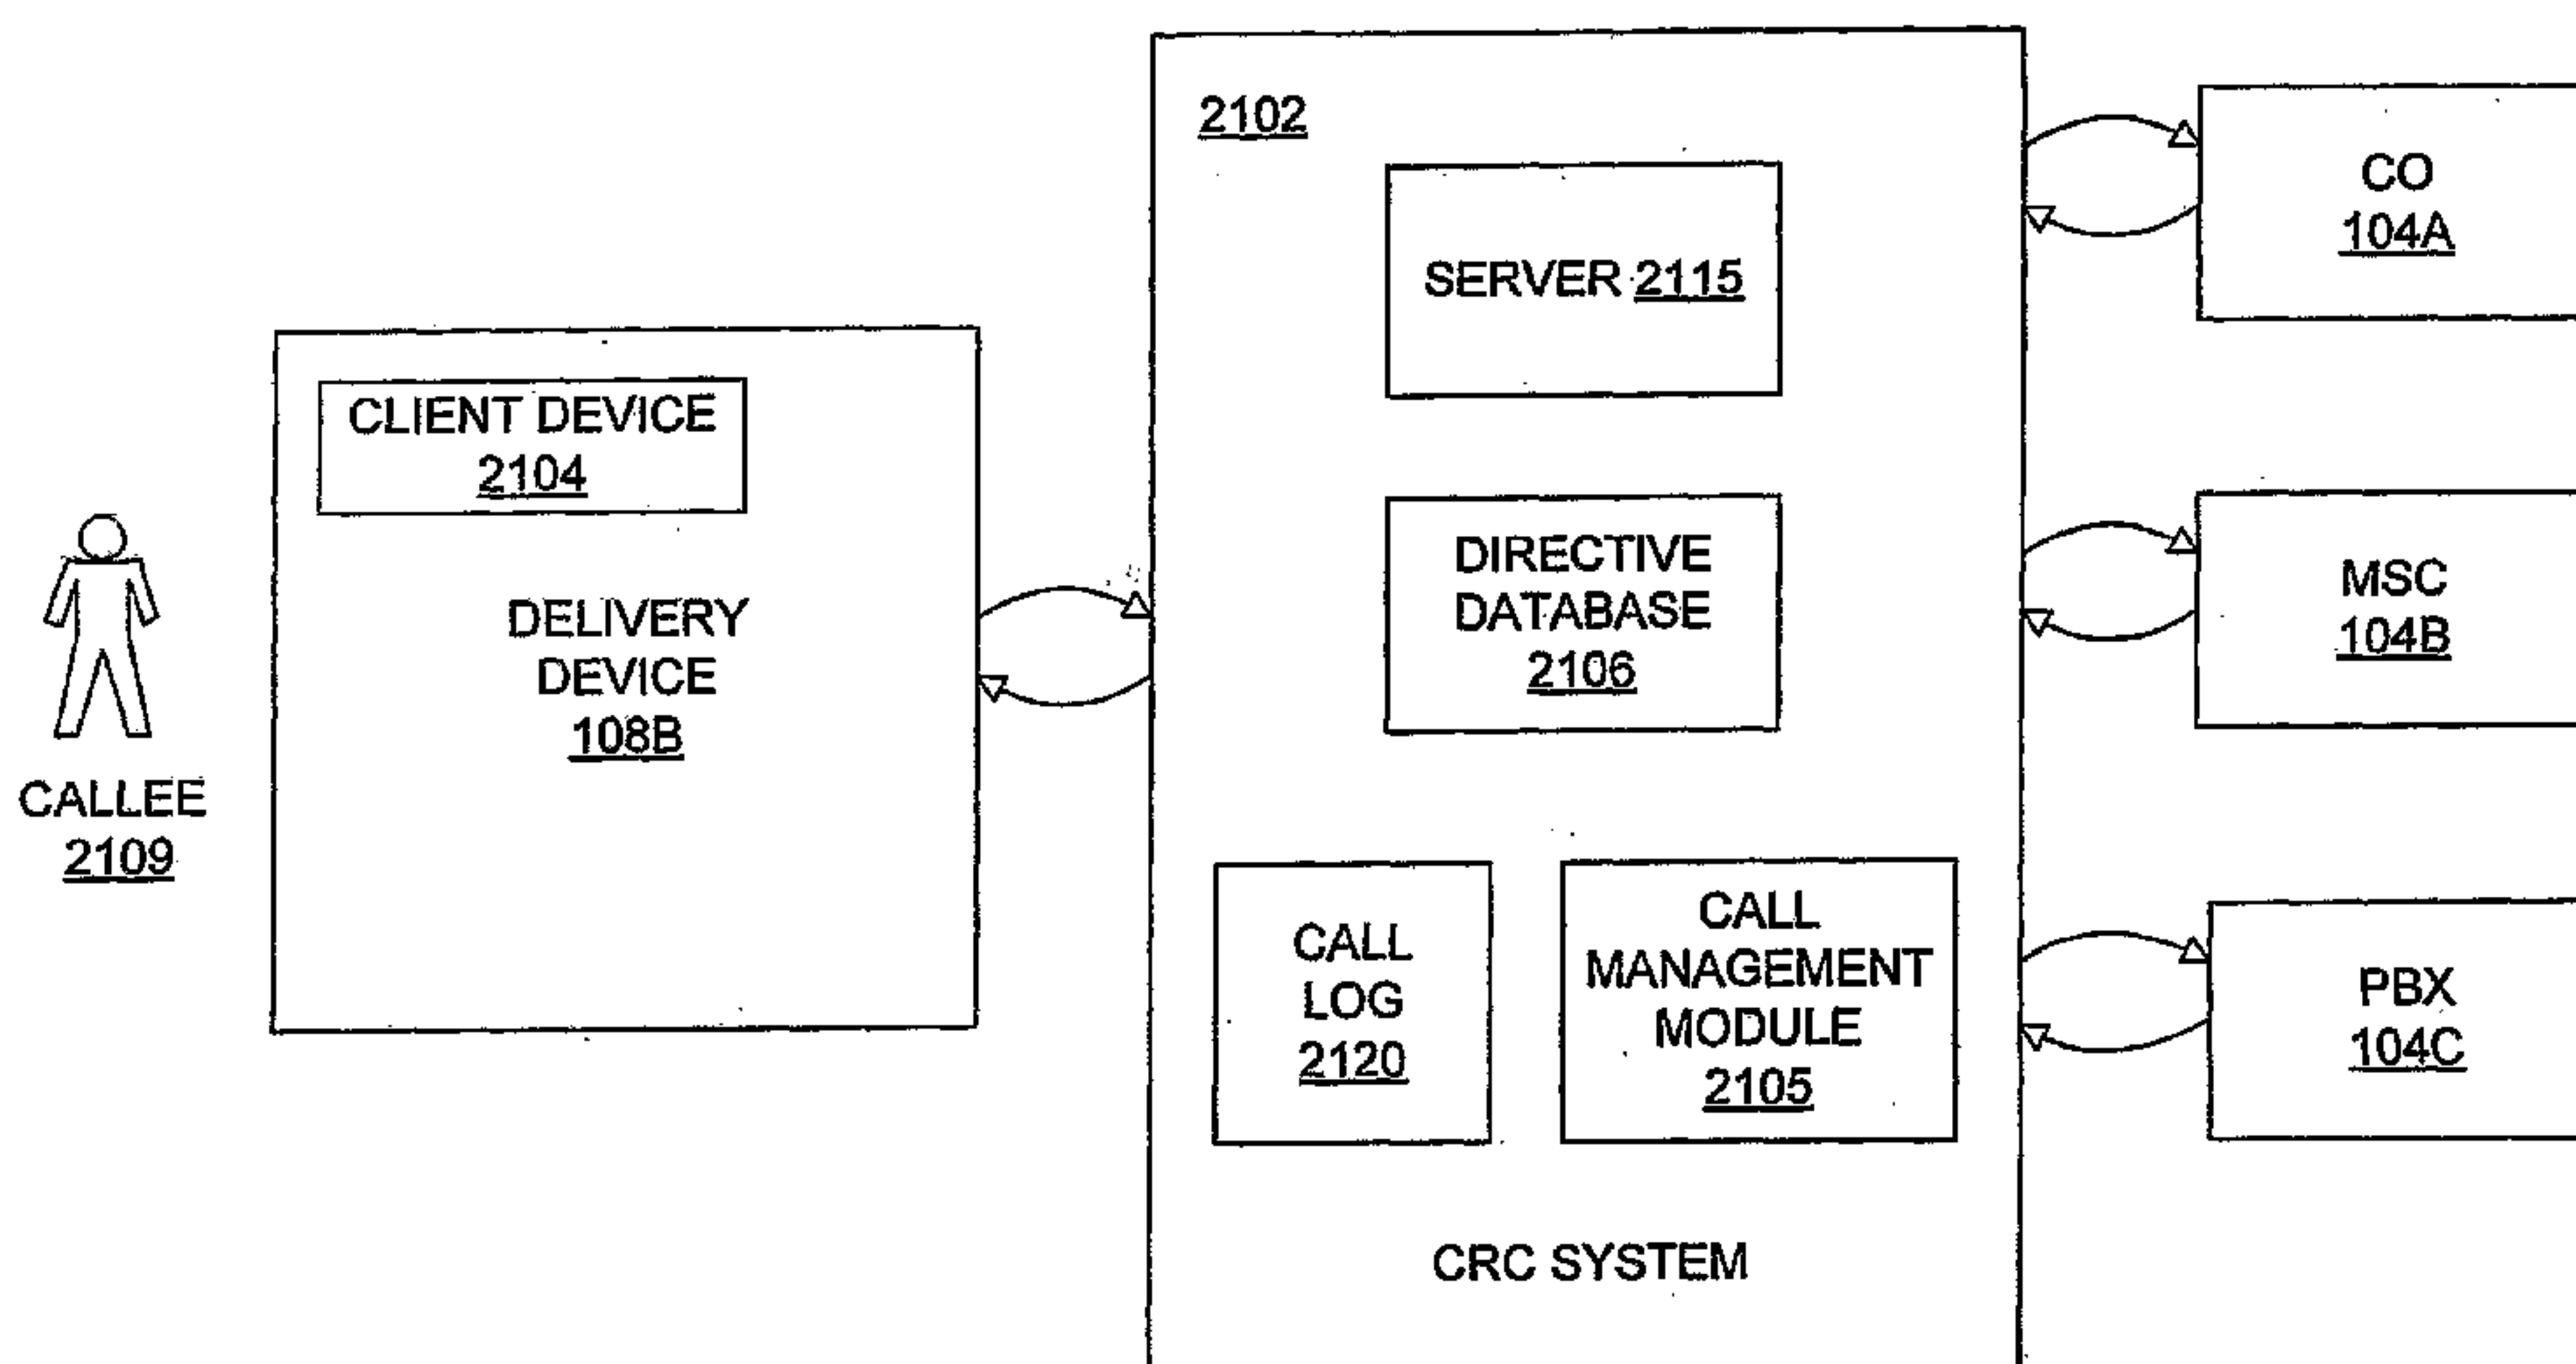 2102
SERVER 2115
DIRECTIVE
DATABASE
2106
CALL
LOG
2120
CALL
MANAGEMENT
MODULE
2105
CRC SYSTEM
CLIENT DEVICE
2104
DELIVERY
DEVICE
108B
CALLEE
2109
CO
104A
MSC
104B
PBX
104C